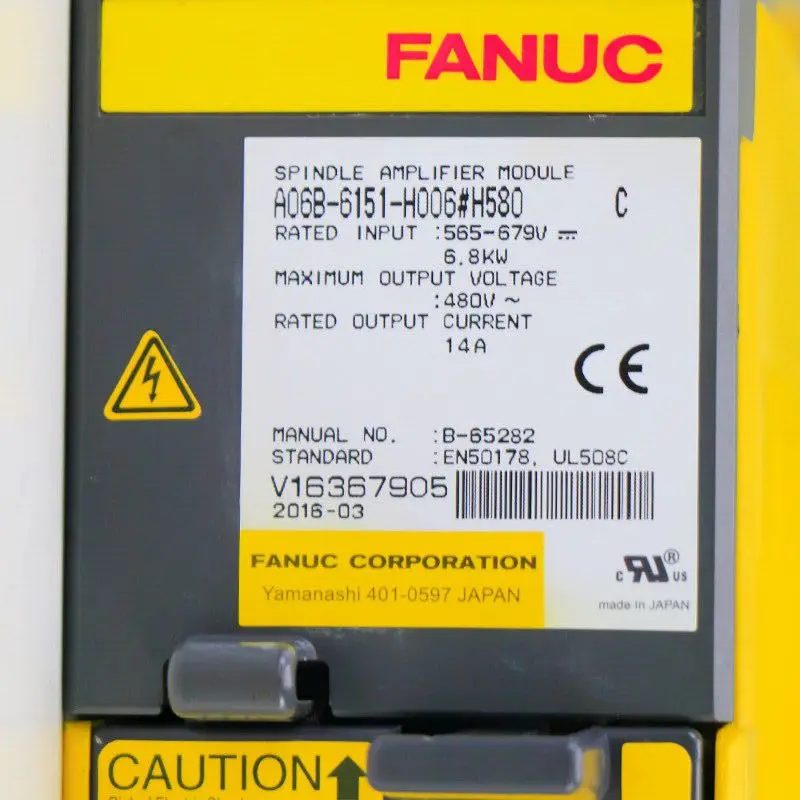 FANUC
SPINDLE AMPLIFIER MODULE
A06B-6151-H006#H580 C
RATED INPUT :565-679V ⎓
6.8KW
MAXIMUM OUTPUT VOLTAGE
:480V ~
RATED OUTPUT CURRENT
14A
CE
MANUAL NO. :B-65282
STANDARD :EN50178, UL508C
V16367905
2016-03
FANUC CORPORATION
Yamanashi 401-0597 JAPAN
c RU® US
made in JAPAN
CAUTION